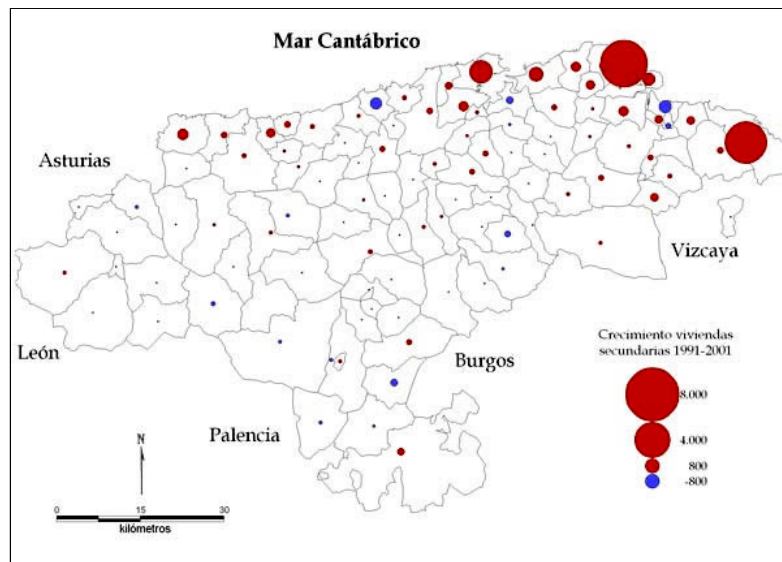 Mar Cantábrico
Asturias
Vizcaya
León
Burgos
Palencia
Crecimiento viviendas
secundarias 1991-2001
8.000
4.000
800
-800
N
0 15 30
kilómetros